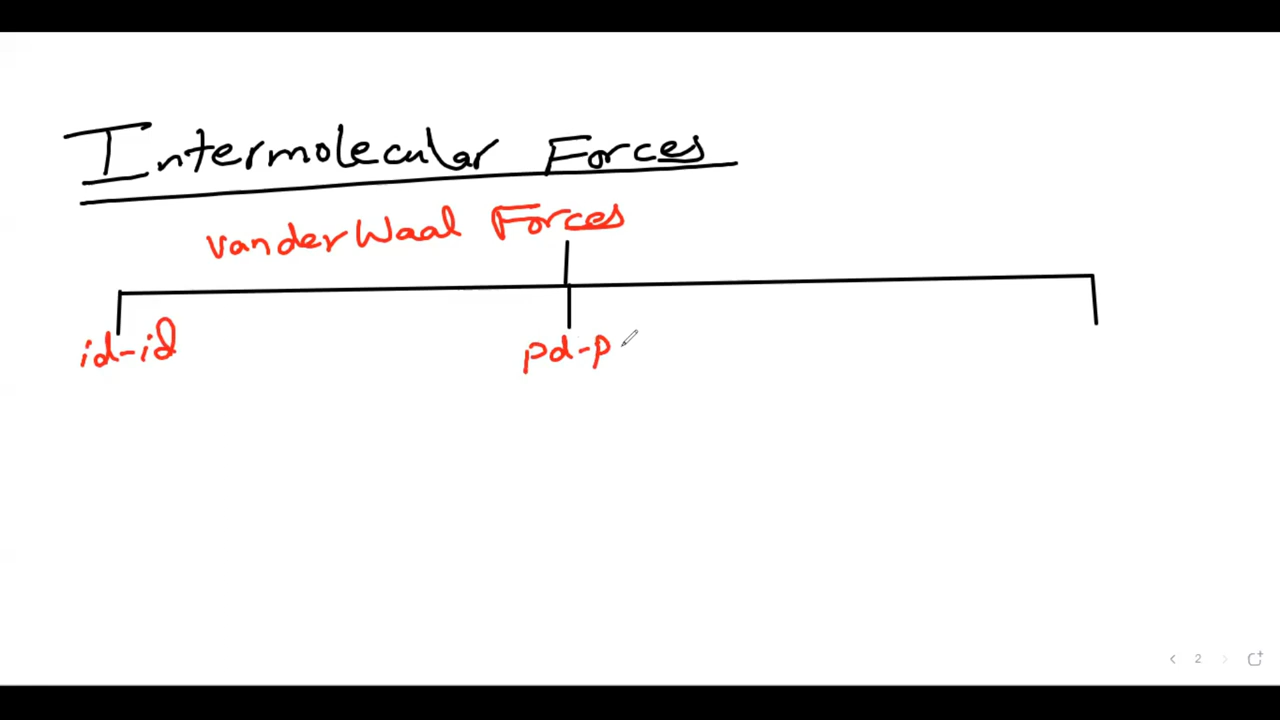 Intermolecular Forces
vanderWaal Forces
id-id
pd-p
2